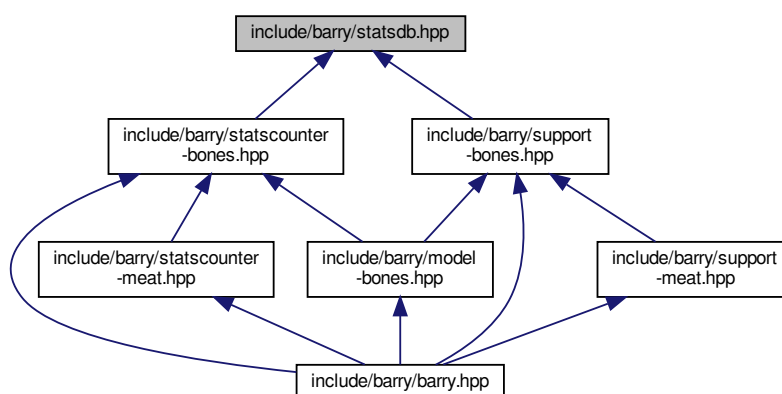 include/barry/statsdb.hpp
include/barry/statscounter
-bones.hpp
include/barry/support
-bones.hpp
include/barry/statscounter
-meat.hpp
include/barry/model
-bones.hpp
include/barry/support
-meat.hpp
include/barry/barry.hpp